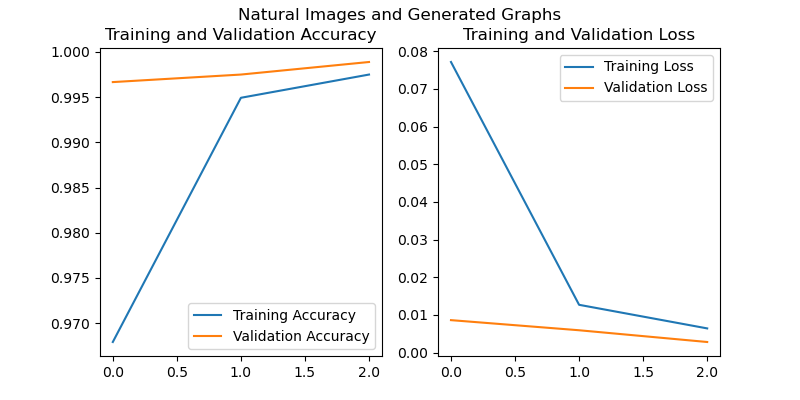 Natural Images and Generated Graphs
Training and Validation Accuracy
1.000
0.995
0.990
0.985
0.980
0.975
0.970
0.0 0.5 1.0 1.5 2.0
Training Accuracy
Validation Accuracy
Training and Validation Loss
0.08
0.07
0.06
0.05
0.04
0.03
0.02
0.01
0.00
0.0 0.5 1.0 1.5 2.0
Training Loss
Validation Loss